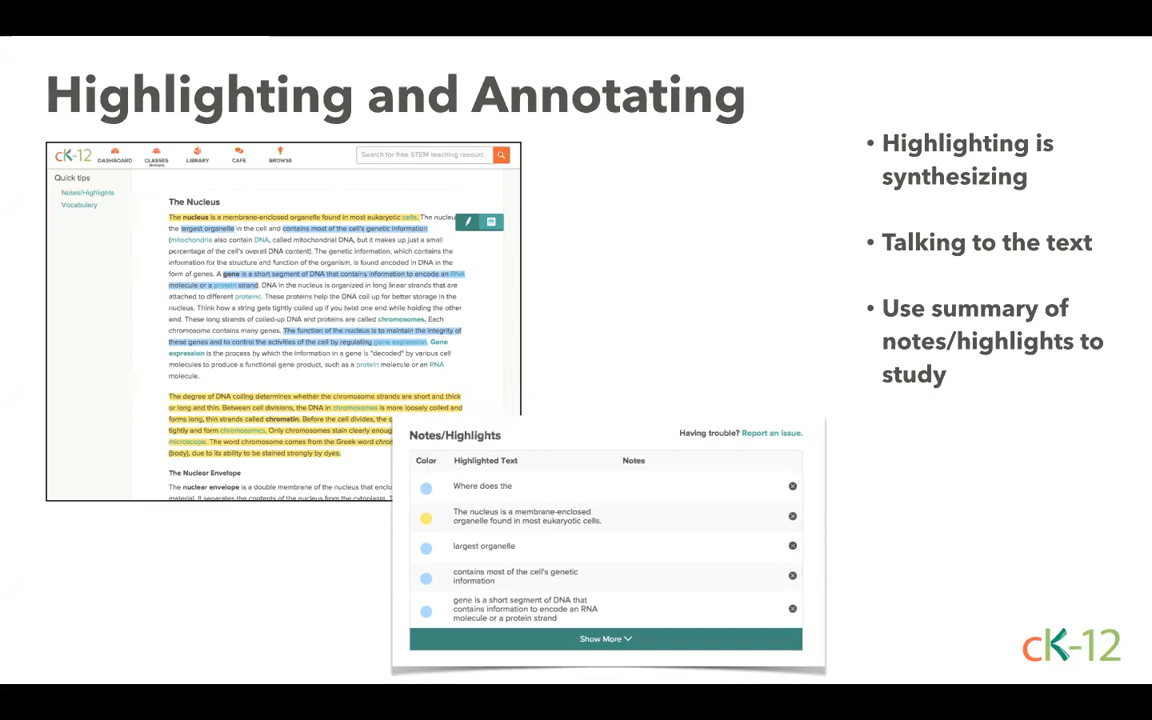 Highlighting and Annotating
cK-12
DASHBOARD
CLASSES
(Groups)
LIBRARY
CAFE
BROWSE
Search for free STEM teaching resourc
Quick tips
Notes/Highlights
Vocabulary
The Nucleus
The nucleus is a membrane-enclosed organelle found in most eukaryotic cells. The nucleu
the largest organelle in the cell and contains most of the cell's genetic information
(mitochondria also contain DNA, called mitochondrial DNA, but it makes up just a small
percentage of the cell's overall DNA content). The genetic information, which contains the
information for the structure and function of the organism, is found encoded in DNA in the
form of genes. A gene is a short segment of DNA that contains information to encode an RNA
molecule or a protein strand. DNA in the nucleus is organized in long linear strands that are
attached to different proteins. These proteins help the DNA coil up for better storage in the
nucleus. Think how a string gets tightly coiled up if you twist one end while holding the other
end. These long strands of coiled-up DNA and proteins are called chromosomes. Each
chromosome contains many genes. The function of the nucleus is to maintain the integrity of
these genes and to control the activities of the cell by regulating gene expression. Gene
expression is the process by which the information in a gene is "decoded" by various cell
molecules to produce a functional gene product, such as a protein molecule or an RNA
molecule.
The degree of DNA coiling determines whether the chromosome strands are short and thick
or long and thin. Between cell divisions, the DNA in chromosomes is more loosely coiled and
forms long, thin strands called chromatin. Before the cell divides, the
tightly and form chromosomes. Only chromosomes stain clearly enoug
microscope. The word chromosome comes from the Greek word chro
(body), due to its ability to be stained strongly by dyes.
The Nuclear Envelope
The nuclear envelope is a double membrane of the nucleus that enclo
material. It separates the contents of the nucleus from the cytoplasm. T
Notes/Highlights
Having trouble? Report an issue.
Color Highlighted Text Notes
Where does the
The nucleus is a membrane-enclosed
organelle found in most eukaryotic cells.
largest organelle
contains most of the cell's genetic
information
gene is a short segment of DNA that
contains information to encode an RNA
molecule or a protein strand
Show More
• Highlighting is
synthesizing
• Talking to the text
• Use summary of
notes/highlights to
study
cK-12